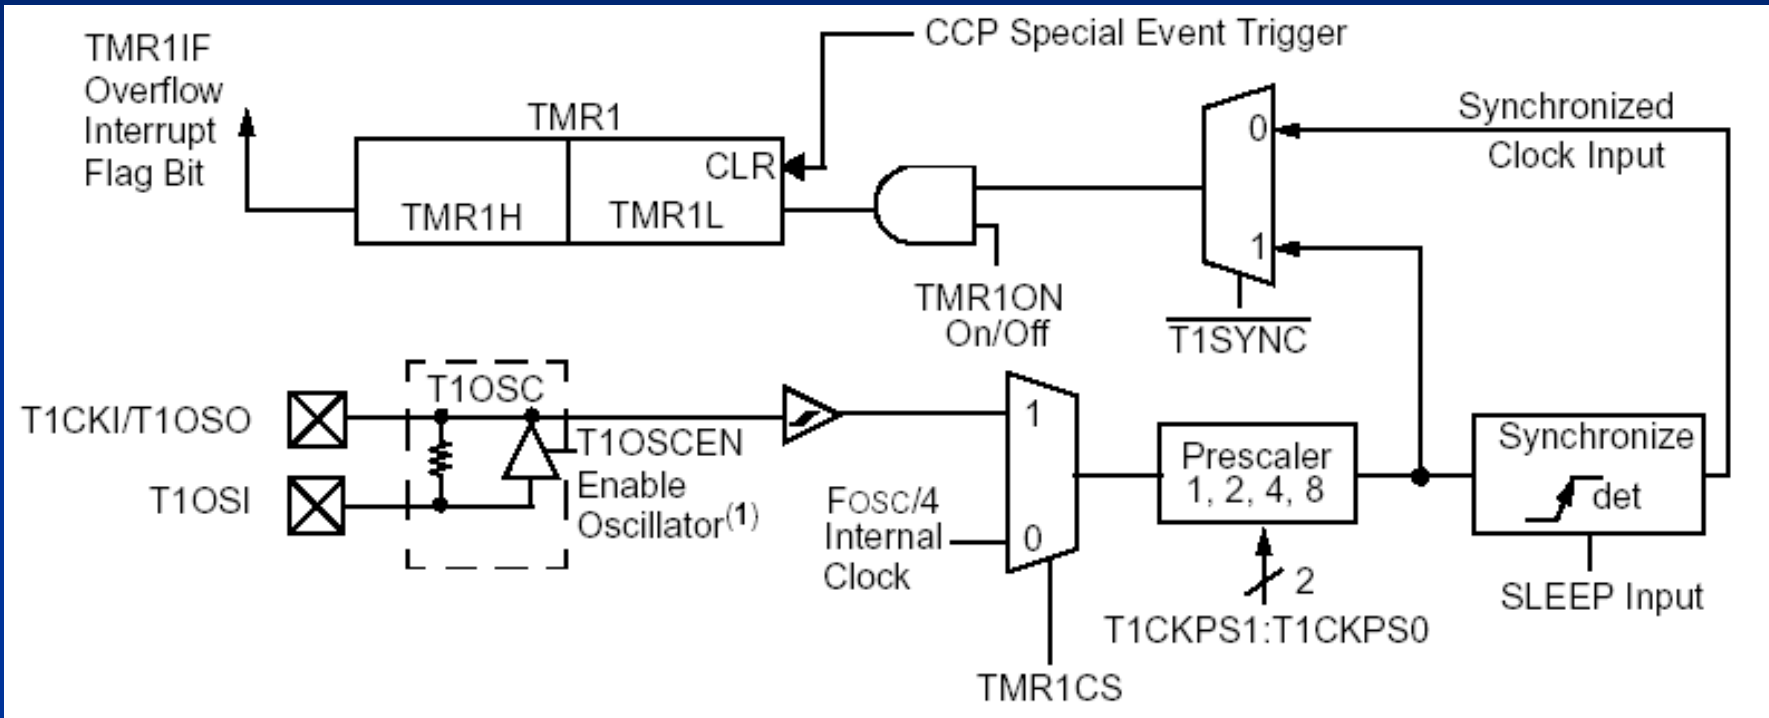 CCP Special Event Trigger
TMR1IF
Overflow
Interrupt
Flag Bit
TMR1
CLR
TMR1H
TMR1L
0
1
Synchronized
Clock Input
TMR1ON
On/Off
T1SYNC
T1OSC
T1CKI/T1OSO
T1OSI
T1OSCEN
Enable
Oscillator(1)
FOSC/4
Internal
Clock
1
0
Prescaler
1, 2, 4, 8
2
T1CKPS1:T1CKPS0
TMR1CS
Synchronize
det
SLEEP Input